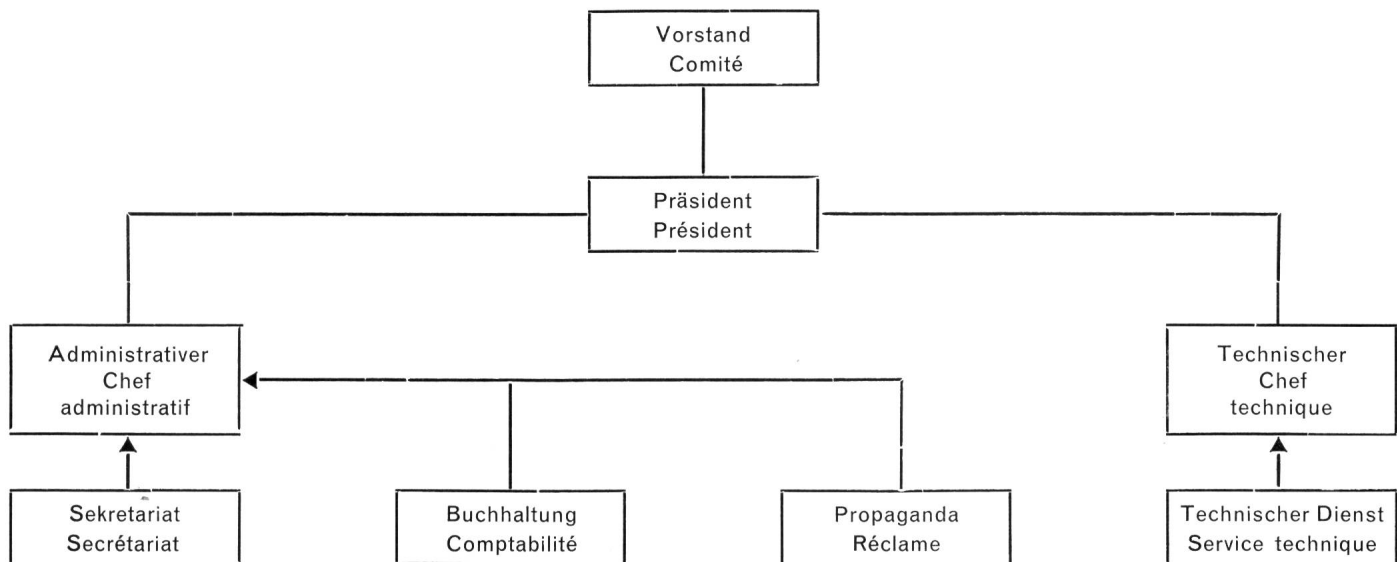 Vorstand
Comité
Präsident
Président
Administrativer
Chef
administratif
Technischer
Chef
technique
Sekretariat
Secrétariat
Buchhaltung
Comptabilité
Propaganda
Réclame
Technischer Dienst
Service technique